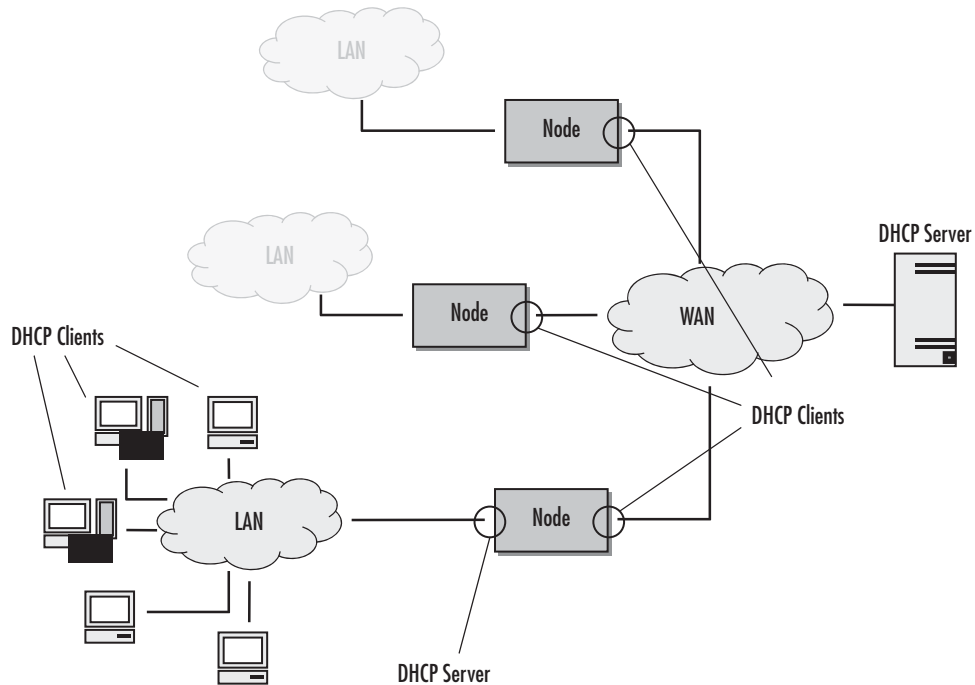 LAN
Node
DHCP Server
LAN
Node
WAN
DHCP Clients
DHCP Clients
LAN
Node
DHCP Server